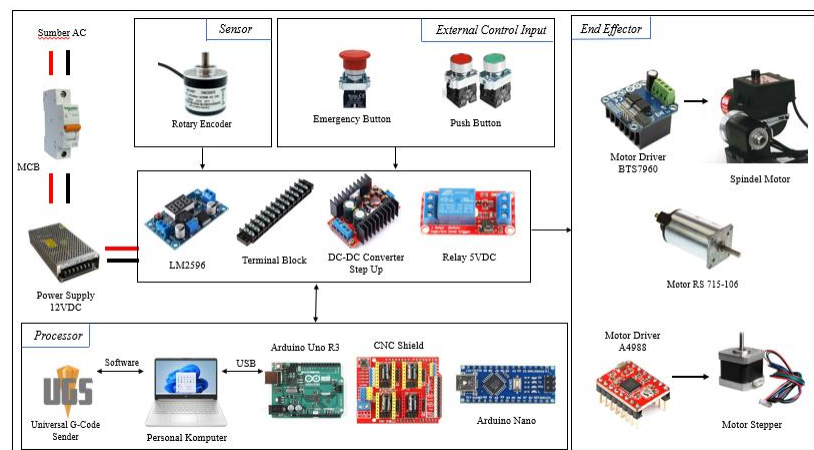 Sumber AC
MCB
Power Supply
12VDC
Sensor
Rotary Encoder
External Control Input
Emergency Button
Push Button
LM2596
Terminal Block
DC-DC Converter
Step Up
Relay 5VDC
Processor
UGS
Universal G-Code
Sender
Software
Personal Komputer
USB
Arduino Uno R3
CNC Shield
Arduino Nano
End Effector
Motor Driver
BTS7960
Spindel Motor
Motor RS 715-106
Motor Driver
A4988
Motor Stepper